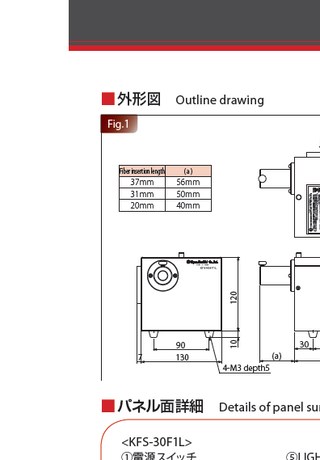 ■外形図 Outline drawing
Fig.1
Fiber insertion length (a)
37mm 56mm
31mm 50mm
20mm 40mm
120
10
90
7
130
4-M3 depth5
(a)
30
■パネル面詳細 Details of panel su
<KFS-30F1L>
①電源スイッチ
⑤LIGH